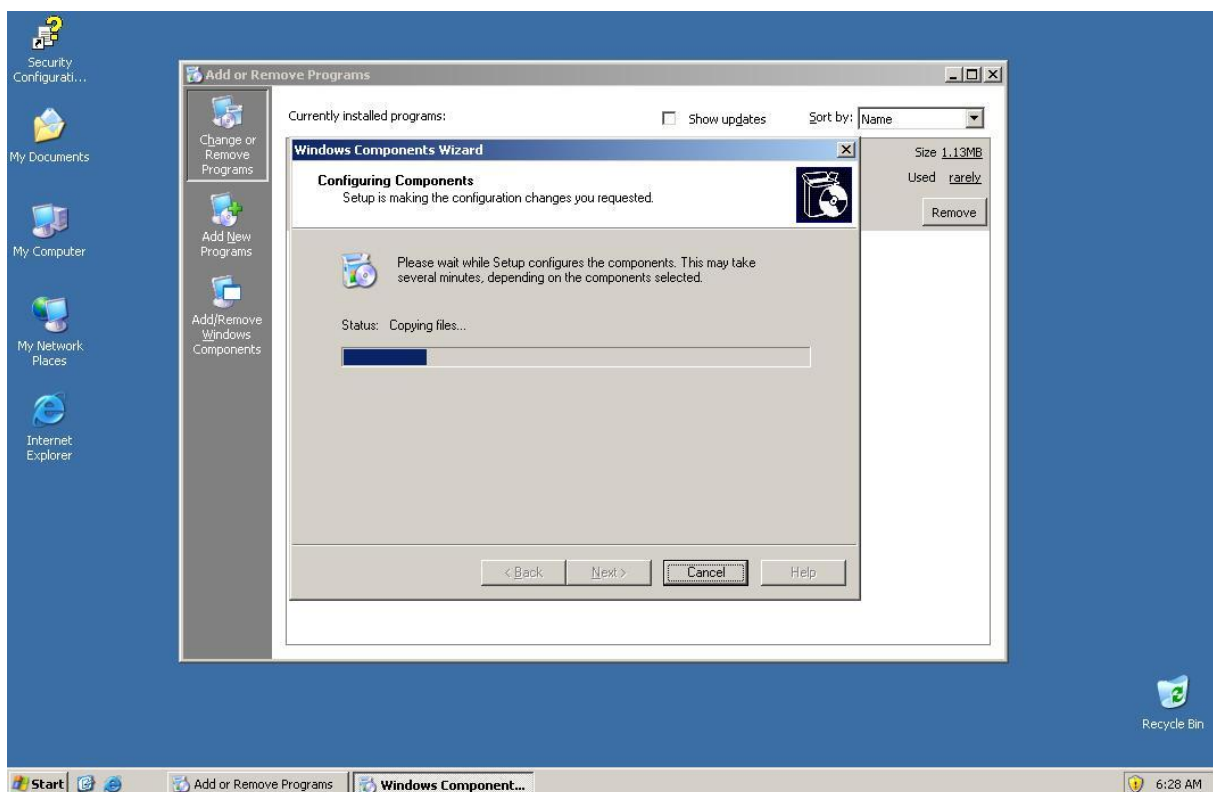 Security
Configurati...
My Documents
My Computer
My Network
Places
Internet
Explorer
Add or Remove Programs
Change or
Remove
Programs
Add New
Programs
Add/Remove
Windows
Components
Currently installed programs:
Show updates
Sort by: Name
Size 1.13MB
Used rarely
Remove
Windows Components Wizard
Configuring Components
Setup is making the configuration changes you requested.
Please wait while Setup configures the components. This may take
several minutes, depending on the components selected.
Status: Copying files...
< Back Next > Cancel Help
Recycle Bin
Start Add or Remove Programs Windows Component... 6:28 AM